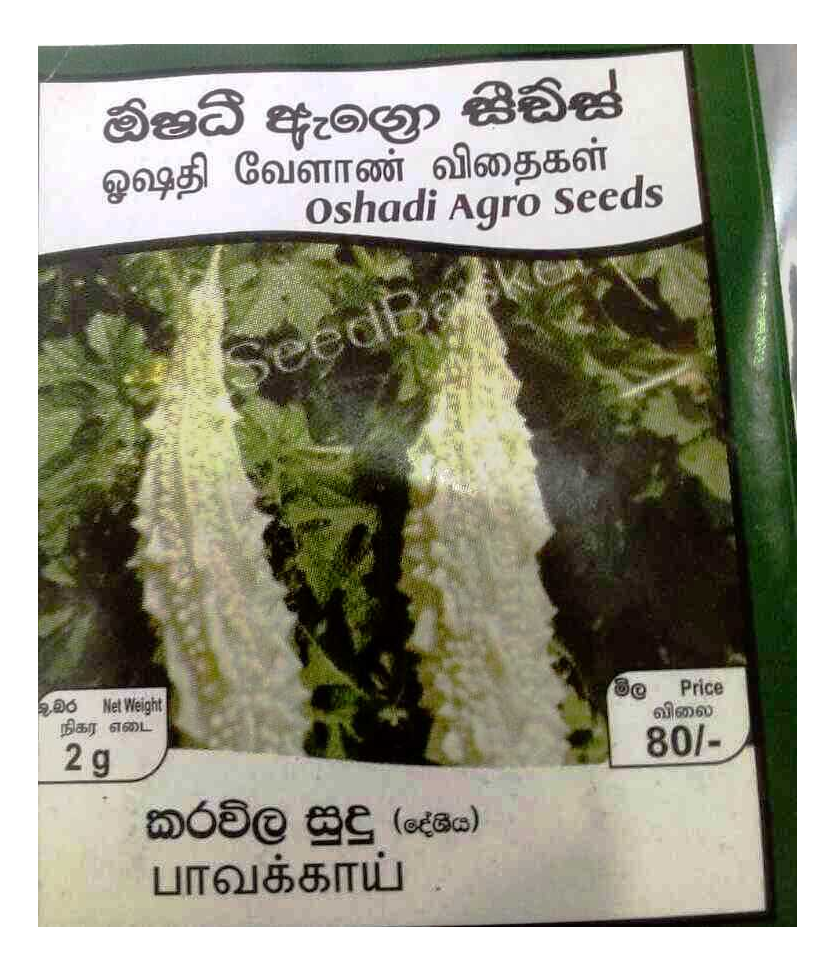 ඕෂධි ඇග්‍රො සීඩ්ස්
ஓஷதி வேளாண் விதைகள்
Oshadi Agro Seeds
SeedBasket
බර Net Weight
நிகர எடை
2 g
මිල Price
விலை
80/-
කරවිල සුදු (දේශීය)
பாவக்காய்